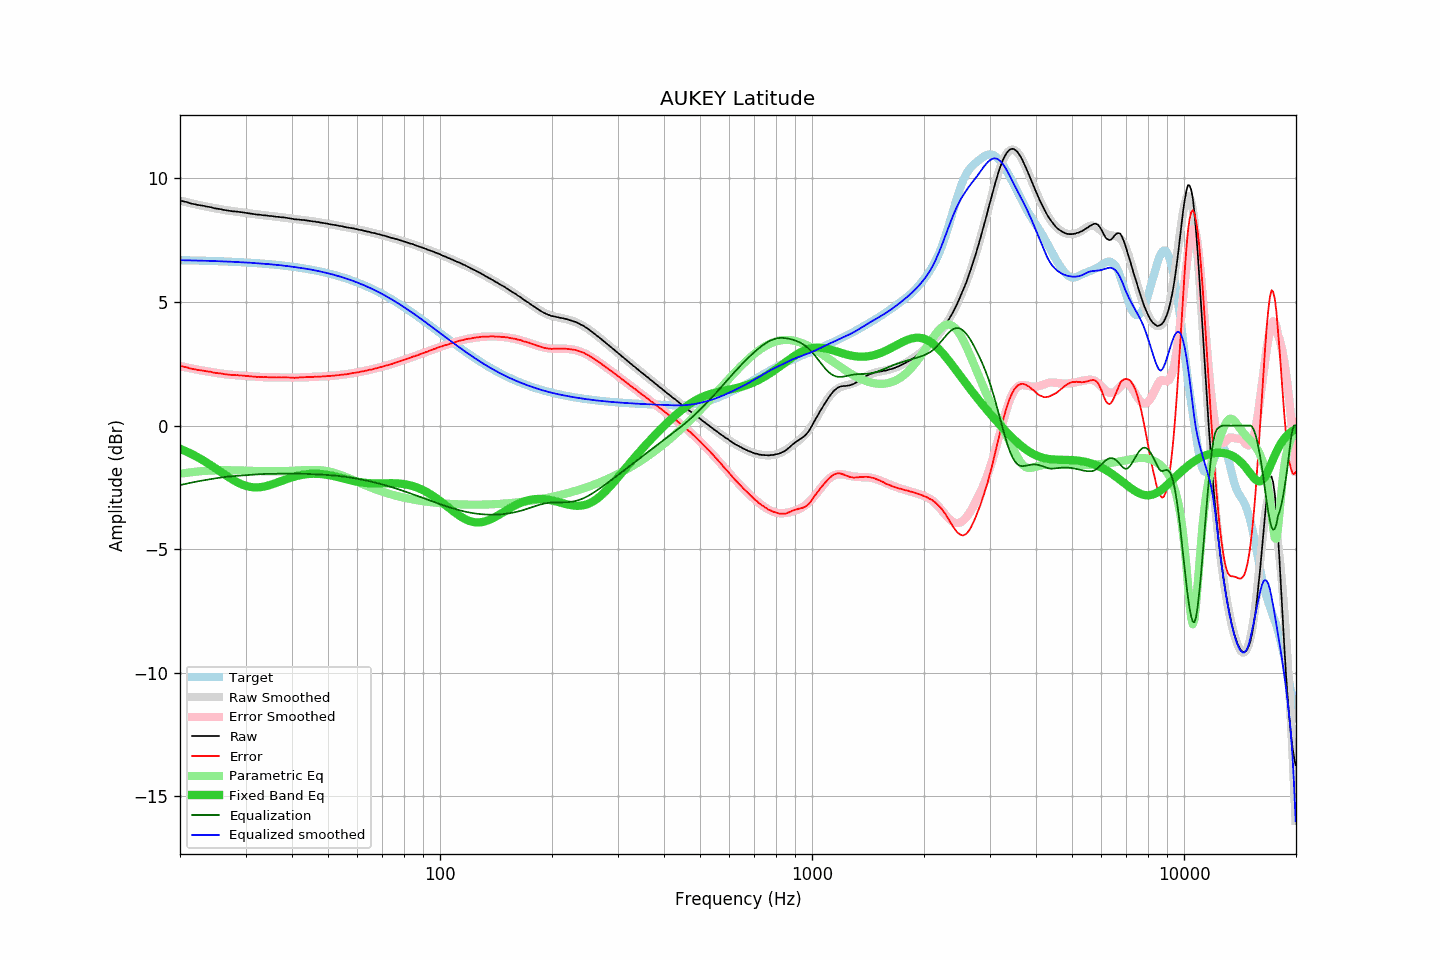 AUKEY Latitude
Amplitude (dBr)
10
5
0
−5
−10
−15
Target
Raw Smoothed
Error Smoothed
Raw
Error
Parametric Eq
Fixed Band Eq
Equalization
Equalized smoothed
100
1000
10000
Frequency (Hz)